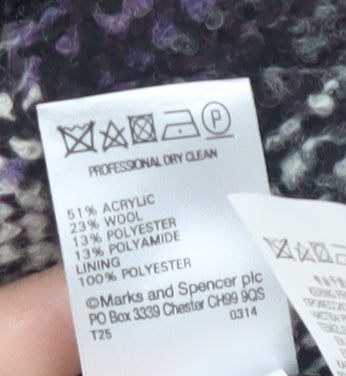 P
PROFESSIONAL DRY CLEAN
51% ACRYLIC
23% WOOL
13% POLYESTER
13% POLYAMIDE
LINING
100% POLYESTER
©Marks and Spencer plc
PO Box 3339 Chester CH99 9QS
T25 0314